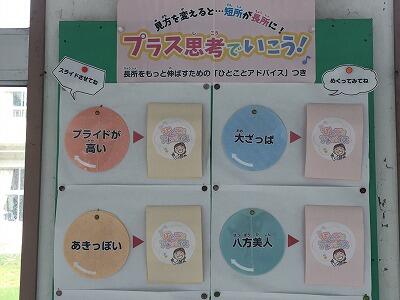 見方を変えると…短所が長所に!
プラス思考でいこう!
長所をもっと伸ばすための「ひとことアドバイス」つき
スライドさせてね
めくってみてね
プライドが
高い
大ざっぱ
あきっぽい
八方美人